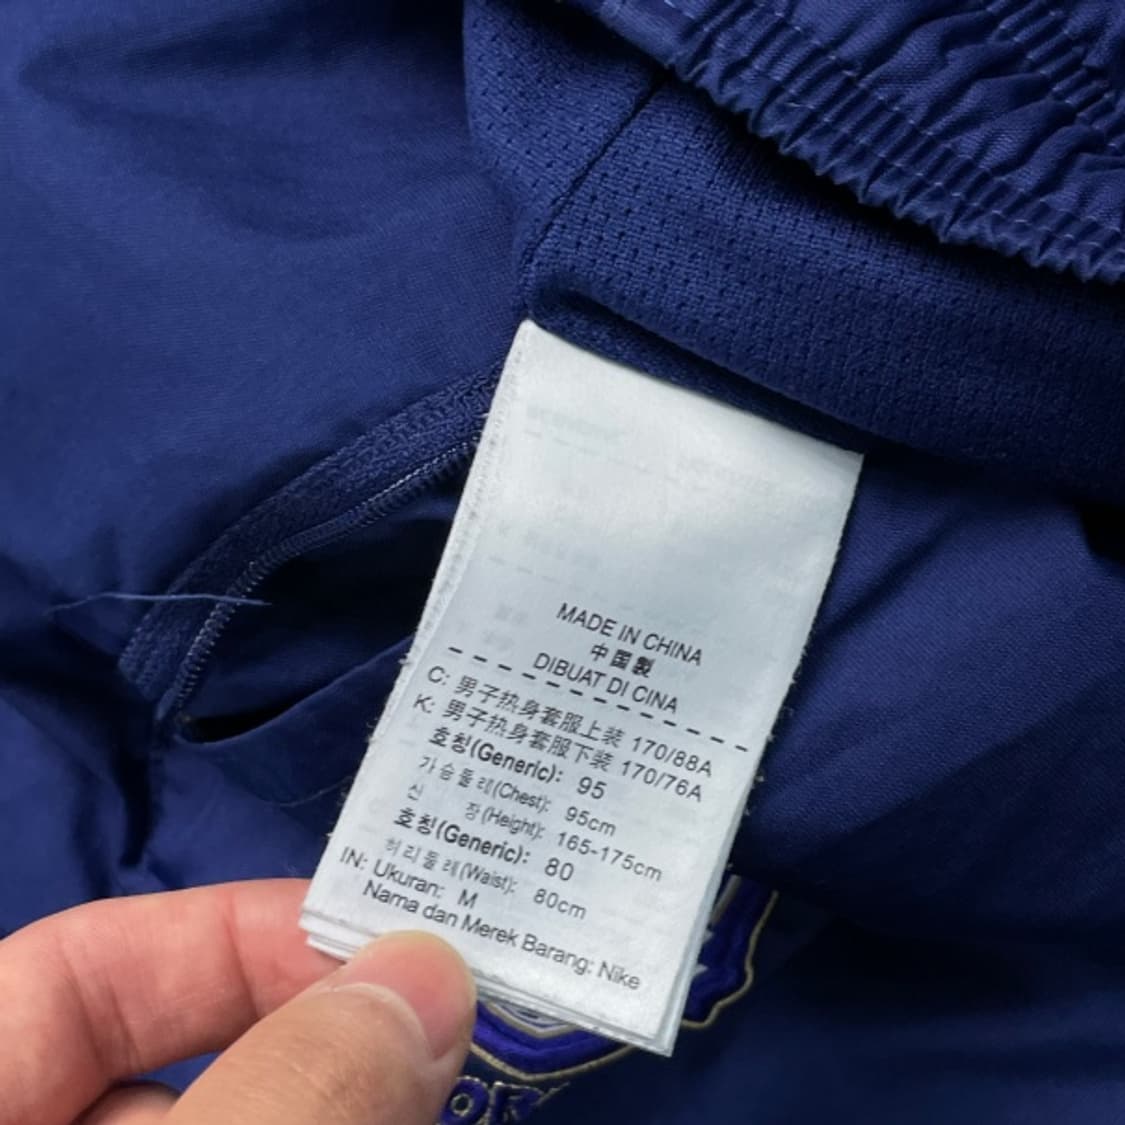 MADE IN CHINA
中国製
DIBUAT DI CINA
C: 男子热身套服上装 170/88A
K: 男子热身套服下装 170/76A
호칭(Generic): 95
가슴둘레(Chest): 95cm
신 장(Height): 165-175cm
호칭(Generic): 80
허리둘레(Waist): 80cm
IN: Ukuran: M
Nama dan Merek Barang: Nike